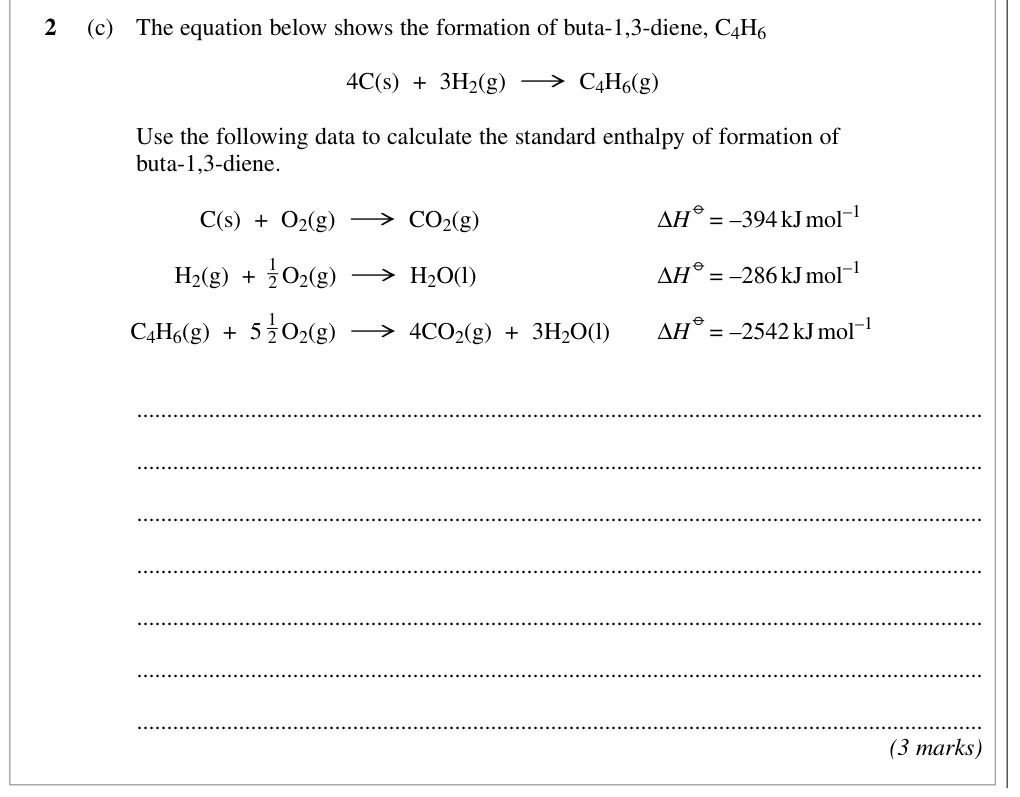 2 (c) The equation below shows the formation of buta-1,3-diene, C₄H₆
4C(s) + 3H₂(g) ⟶ C₄H₆(g)
Use the following data to calculate the standard enthalpy of formation of
buta-1,3-diene.
C(s) + O₂(g) ⟶ CO₂(g) ΔH⦵ = –394 kJ mol⁻¹
H₂(g) + ½O₂(g) ⟶ H₂O(l) ΔH⦵ = –286 kJ mol⁻¹
C₄H₆(g) + 5½O₂(g) ⟶ 4CO₂(g) + 3H₂O(l) ΔH⦵ = –2542 kJ mol⁻¹
(3 marks)